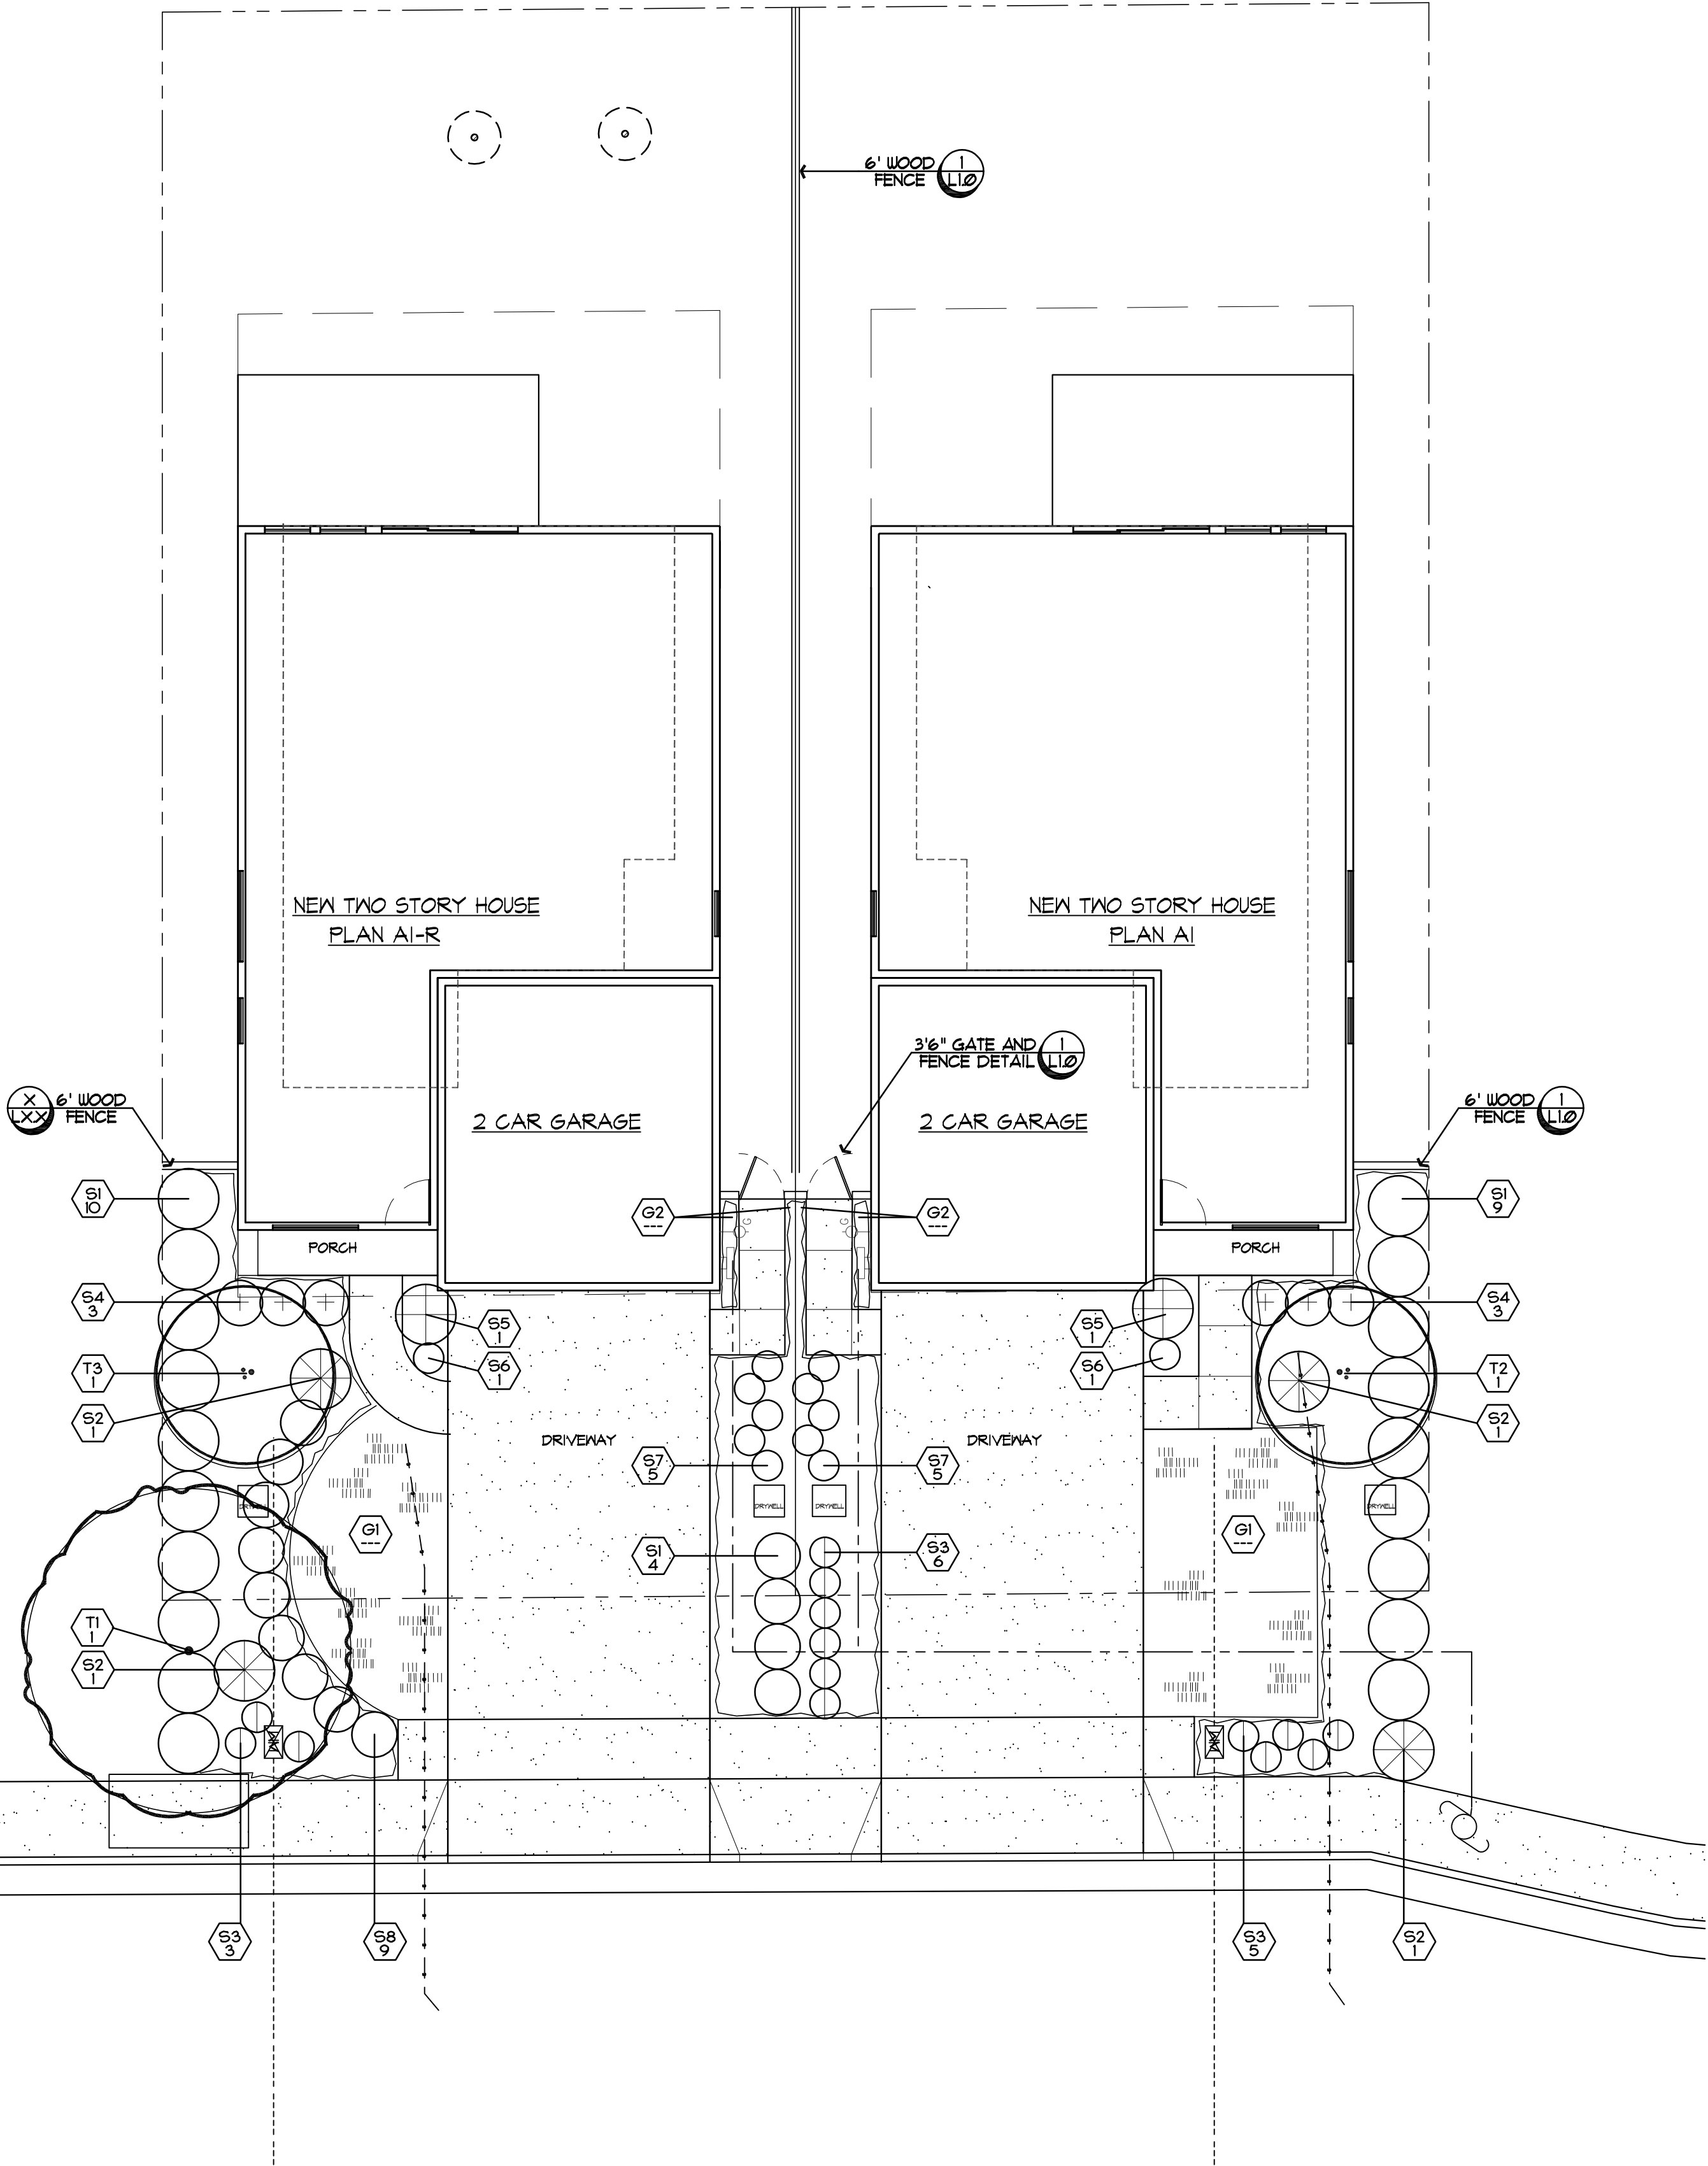 6' WOOD
FENCE
1
L1.0
NEW TWO STORY HOUSE
PLAN A1-R
NEW TWO STORY HOUSE
PLAN A1
3'6" GATE AND
FENCE DETAIL
1
L1.0
X
LX.X
6' WOOD
FENCE
2 CAR GARAGE
2 CAR GARAGE
6' WOOD
FENCE
1
L1.0
S1
10
G2
---
G2
---
S1
9
G
G
PORCH
PORCH
S4
3
S5
1
S5
1
S4
3
T3
1
S6
1
S6
1
T2
1
S2
1
S2
1
DRIVEWAY
DRIVEWAY
S7
5
S7
5
DRYWELL
DRYWELL
DRYWELL
DRYWELL
G1
---
G1
---
S1
4
S3
6
T1
1
S2
1
S3
3
S8
9
S3
5
S2
1